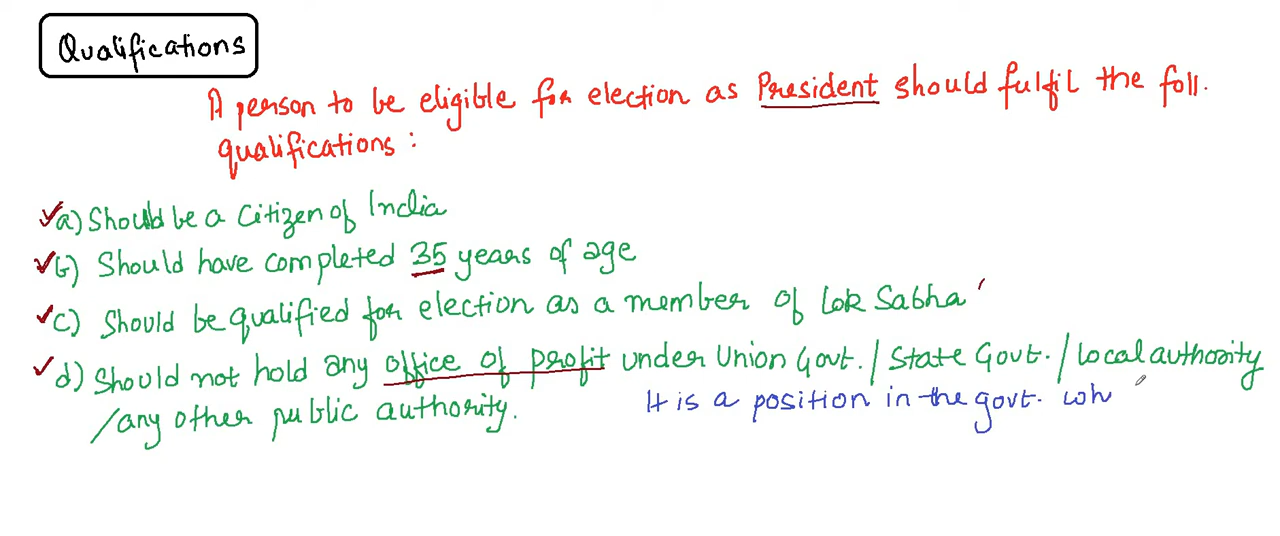 Qualifications
A person to be eligible for election as President should fulfil the foll.
qualifications :
a) Should be a citizen of India
b) Should have completed 35 years of age
c) Should be qualified for election as a member of Lok Sabha
d) Should not hold any office of profit under Union Govt. / State Govt. / Local authority
/any other public authority.
It is a position in the govt. wh